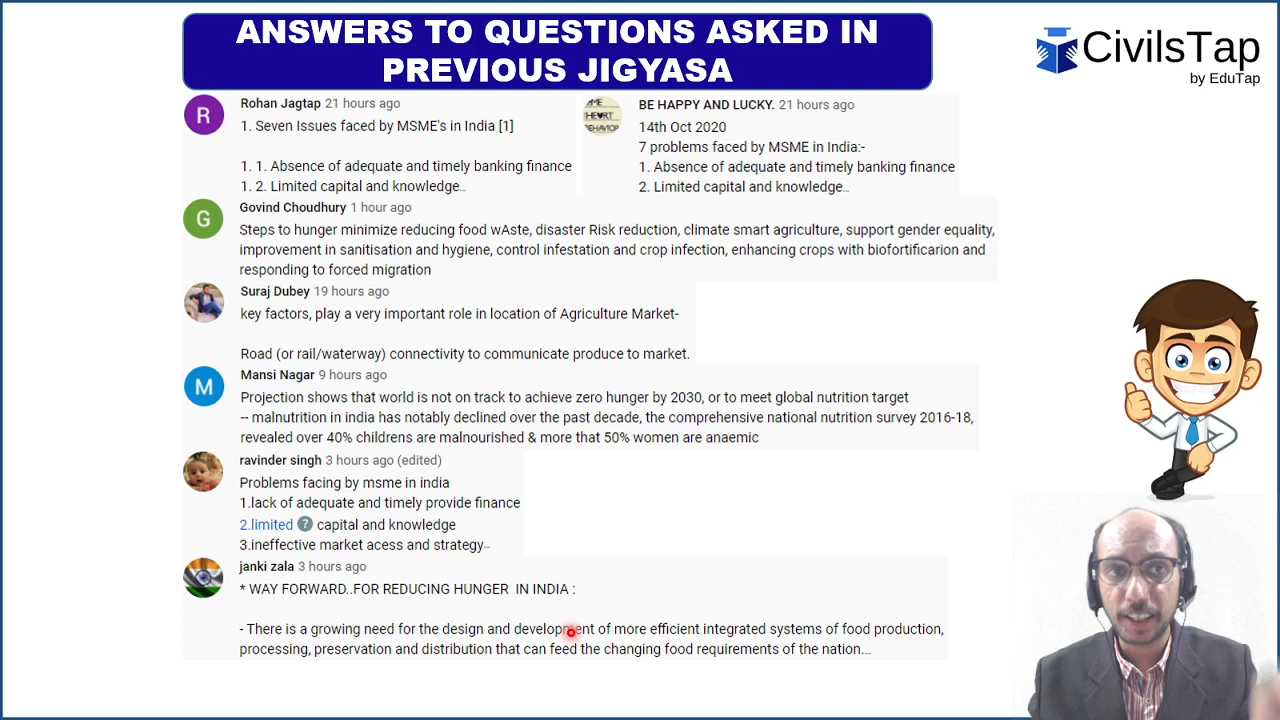 ANSWERS TO QUESTIONS ASKED IN
PREVIOUS JIGYASA
CivilsTap
by EduTap
R
Rohan Jagtap 21 hours ago
1. Seven Issues faced by MSME's in India [1]
1. 1. Absence of adequate and timely banking finance
1. 2. Limited capital and knowledge…
BE HAPPY AND LUCKY. 21 hours ago
14th Oct 2020
7 problems faced by MSME in India:-
1. Absence of adequate and timely banking finance
2. Limited capital and knowledge…
G
Govind Choudhury 1 hour ago
Steps to hunger minimize reducing food wAste, disaster Risk reduction, climate smart agriculture, support gender equality,
improvement in sanitisation and hygiene, control infestation and crop infection, enhancing crops with biofortificarion and
responding to forced migration
Suraj Dubey 19 hours ago
key factors, play a very important role in location of Agriculture Market-
Road (or rail/waterway) connectivity to communicate produce to market.
M
Mansi Nagar 9 hours ago
Projection shows that world is not on track to achieve zero hunger by 2030, or to meet global nutrition target
-- malnutrition in india has notably declined over the past decade, the comprehensive national nutrition survey 2016-18,
revealed over 40% childrens are malnourished & more that 50% women are anaemic
ravinder singh 3 hours ago (edited)
Problems facing by msme in india
1.lack of adequate and timely provide finance
2.limited ? capital and knowledge
3.ineffective market acess and strategy…
janki zala 3 hours ago
* WAY FORWARD..FOR REDUCING HUNGER IN INDIA :
- There is a growing need for the design and development of more efficient integrated systems of food production,
processing, preservation and distribution that can feed the changing food requirements of the nation.…